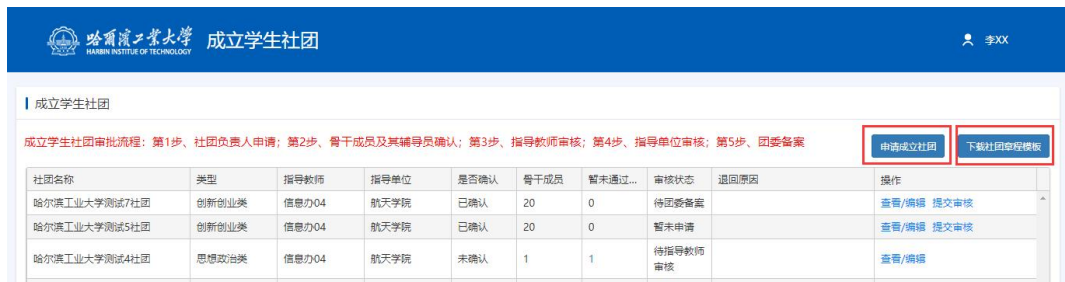 哈尔滨工业大学 成立学生社团 李XX
HARBIN INSTITUTE OF TECHNOLOGY
成立学生社团
成立学生社团审批流程：第1步、社团负责人申请；第2步、骨干成员及其辅导员确认；第3步、指导教师审核；第4步、指导单位审核；第5步、团委备案 申请成立社团 下载社团章程模板
社团名称 类型 指导教师 指导单位 是否确认 骨干成员 暂未通过... 审核状态 退回原因 操作
哈尔滨工业大学测试7社团 创新创业类 信息办04 航天学院 已确认 20 0 待团委备案 查看/编辑 提交审核
哈尔滨工业大学测试5社团 创新创业类 信息办04 航天学院 已确认 20 0 暂未申请 查看/编辑 提交审核
哈尔滨工业大学测试4社团 思想政治类 信息办04 航天学院 未确认 1 1 待指导教师 查看/编辑
审核